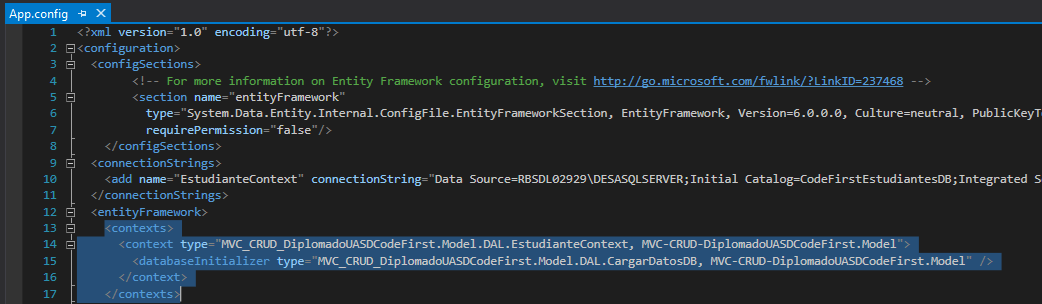 App.config
1 <?xml version="1.0" encoding="utf-8"?>
2 <configuration>
3 <configSections>
4 <!-- For more information on Entity Framework configuration, visit http://go.microsoft.com/fwlink/?LinkID=237468 -->
5 <section name="entityFramework"
6 type="System.Data.Entity.Internal.ConfigFile.EntityFrameworkSection, EntityFramework, Version=6.0.0.0, Culture=neutral,
7 requirePermission="false"/>
8 </configSections>
9 <connectionStrings>
10 <add name="EstudianteContext" connectionString="Data Source=RBSDL02929\DESASQLSERVER;Initial Catalog=CodeFirstEstudiantesDB;Integrated
11 </connectionStrings>
12 <entityFramework>
13 <contexts>
14 <context type="MVC_CRUD_DiplomadoUASDCodeFirst.Model.DAL.EstudianteContext, MVC-CRUD-DiplomadoUASDCodeFirst.Model">
15 <databaseInitializer type="MVC_CRUD_DiplomadoUASDCodeFirst.Model.DAL.CargarDatosDB, MVC-CRUD-DiplomadoUASDCodeFirst.Model" />
16 </context>
17 </contexts>